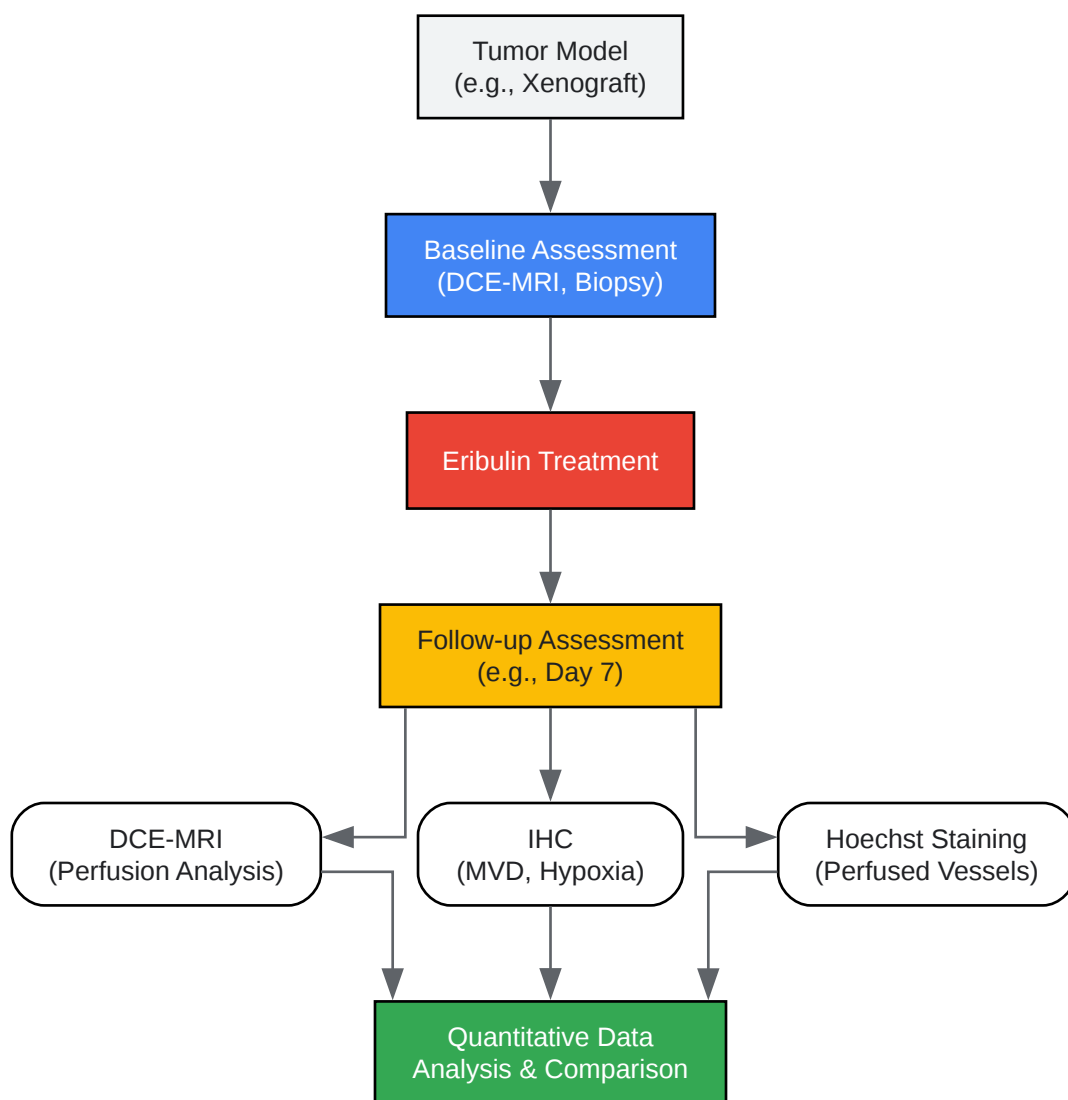 Tumor Model
(e.g., Xenograft)
Baseline Assessment
(DCE-MRI, Biopsy)
Eribulin Treatment
Follow-up Assessment
(e.g., Day 7)
DCE-MRI
(Perfusion Analysis)
IHC
(MVD, Hypoxia)
Hoechst Staining
(Perfused Vessels)
Quantitative Data
Analysis & Comparison